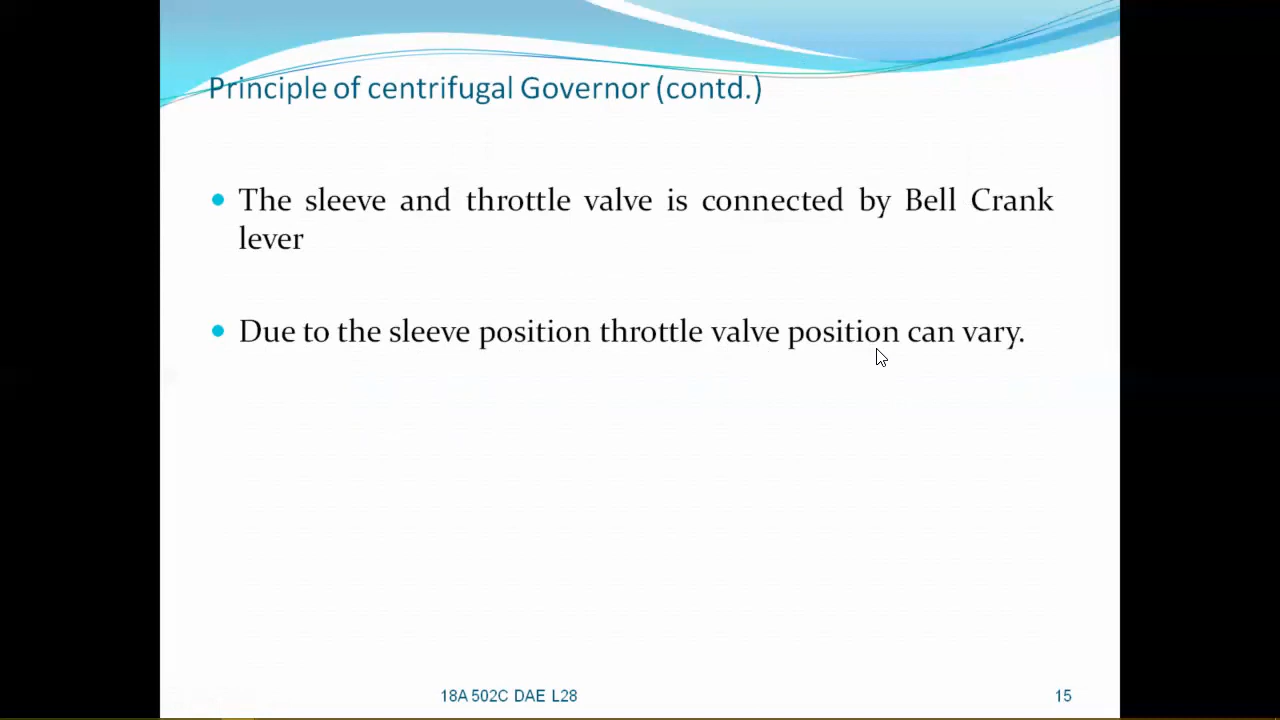 Principle of centrifugal Governor (contd.)
The sleeve and throttle valve is connected by Bell Crank
lever
Due to the sleeve position throttle valve position can vary.
18A 502C DAE L28
15